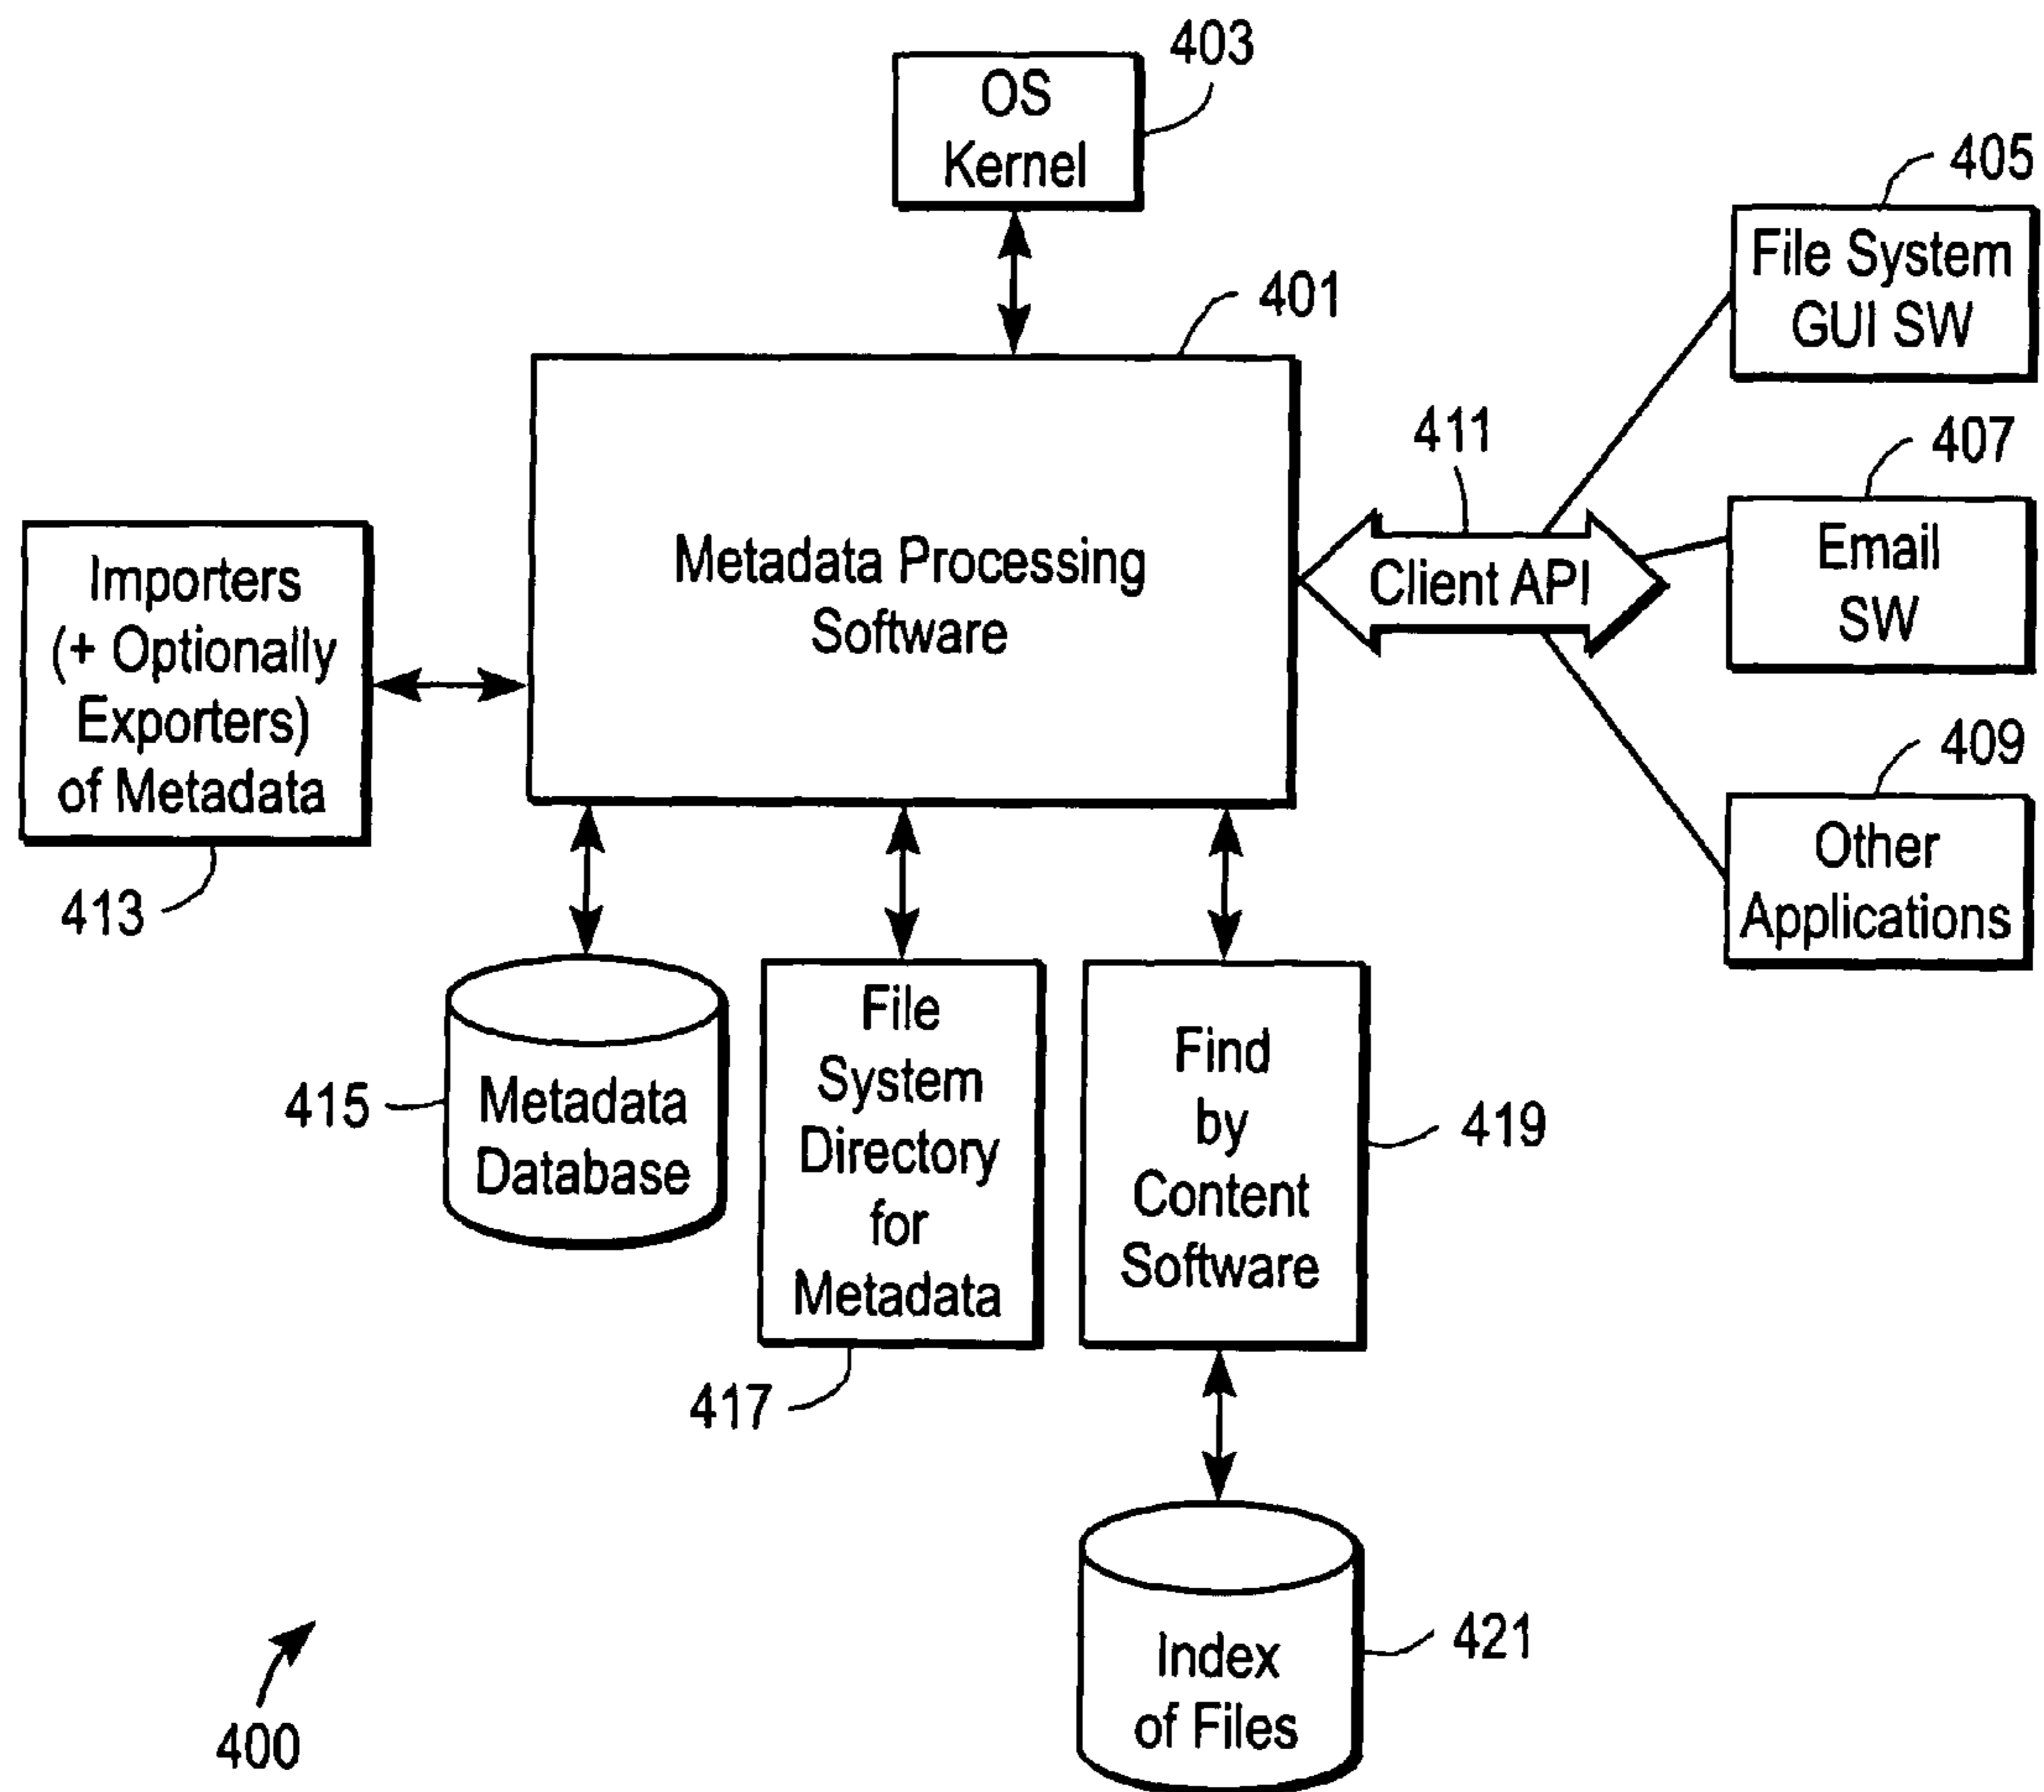 403
OS
Kernel
405
File System
GUI SW
401
411
407
Email
SW
Client API
Metadata Processing
Software
Importers
(+ Optionally
Exporters)
of Metadata
413
409
Other
Applications
415
Metadata
Database
File
System
Directory
for
Metadata
417
Find
by
Content
Software
419
421
Index
of Files
400